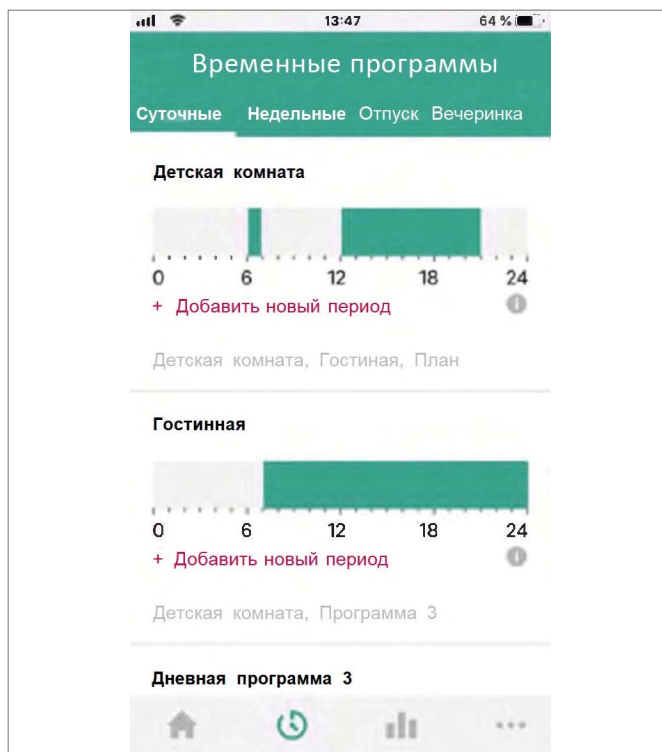 13:47 64 %
Временные программы
Суточные Недельные Отпуск Вечеринка
Детская комната
0 6 12 18 24
+ Добавить новый период
Детская комната, Гостиная, План
Гостинная
0 6 12 18 24
+ Добавить новый период
Детская комната, Программа 3
Дневная программа 3